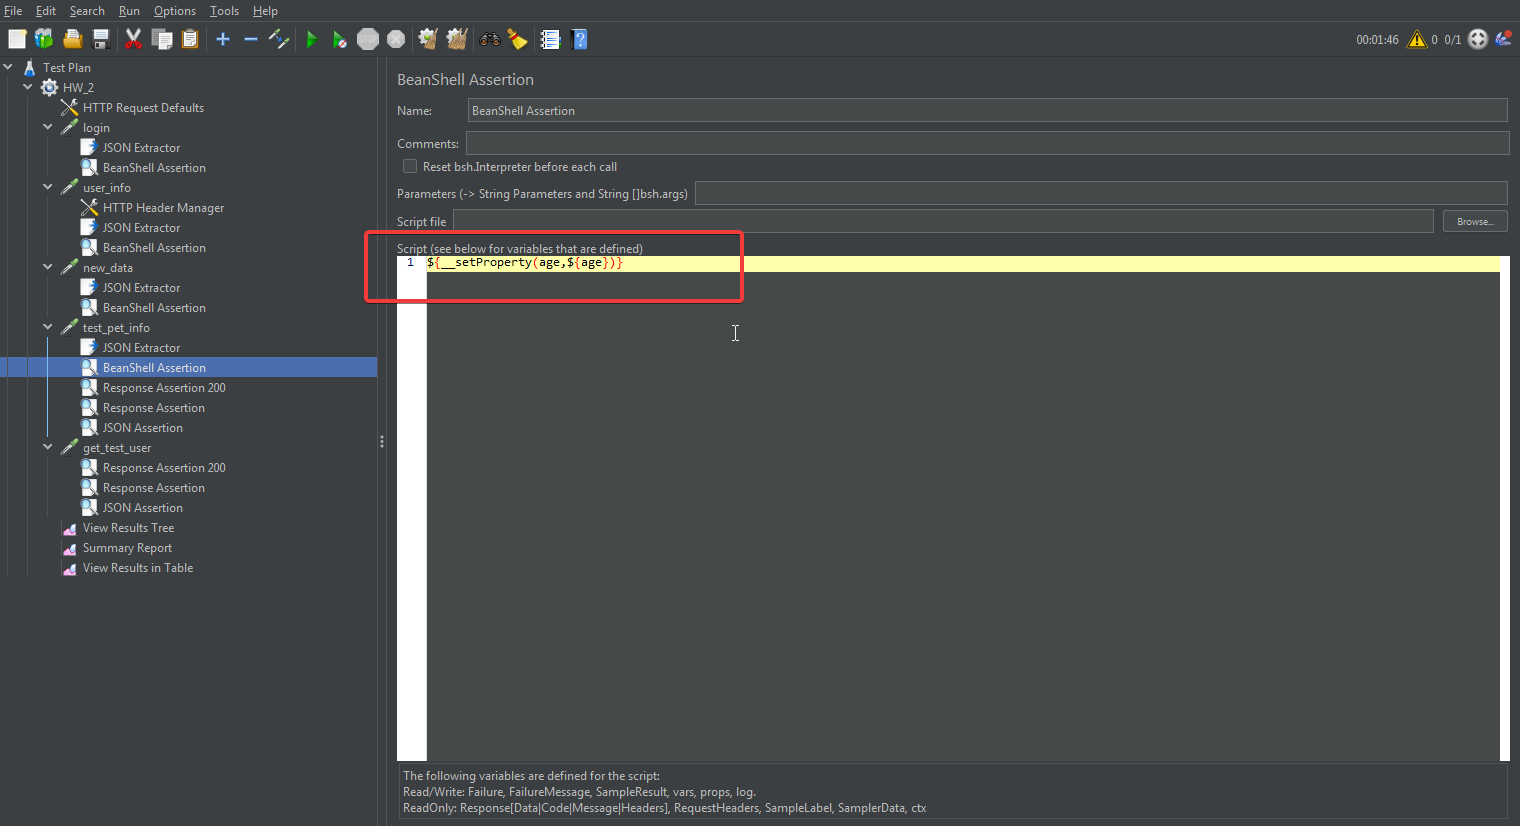 File Edit Search Run Options Tools Help
00:01:46 0 0/1
Test Plan
HW_2
HTTP Request Defaults
login
JSON Extractor
BeanShell Assertion
user_info
HTTP Header Manager
JSON Extractor
BeanShell Assertion
new_data
JSON Extractor
BeanShell Assertion
test_pet_info
JSON Extractor
BeanShell Assertion
Response Assertion 200
Response Assertion
JSON Assertion
get_test_user
Response Assertion 200
Response Assertion
JSON Assertion
View Results Tree
Summary Report
View Results in Table
BeanShell Assertion
Name: BeanShell Assertion
Comments:
Reset bsh.Interpreter before each call
Parameters (-> String Parameters and String []bsh.args)
Script file Browse...
Script (see below for variables that are defined)
1 ${__setProperty(age,${age})}
The following variables are defined for the script:
Read/Write: Failure, FailureMessage, SampleResult, vars, props, log.
ReadOnly: Response[Data|Code|Message|Headers], RequestHeaders, SampleLabel, SamplerData, ctx